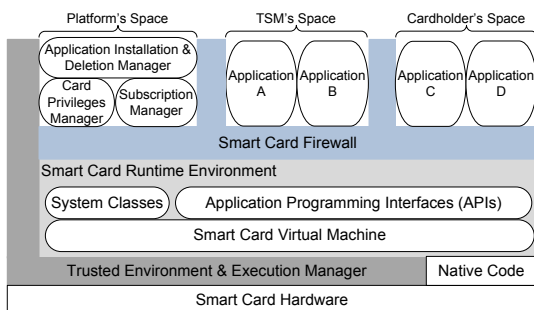 Platform's Space
TSM's Space
Cardholder's Space
Application Installation &
Deletion Manager
Card
Privileges
Manager
Subscription
Manager
Application
A
Application
B
Application
C
Application
D
Smart Card Firewall
Smart Card Runtime Environment
System Classes
Application Programming Interfaces (APIs)
Smart Card Virtual Machine
Trusted Environment & Execution Manager
Native Code
Smart Card Hardware